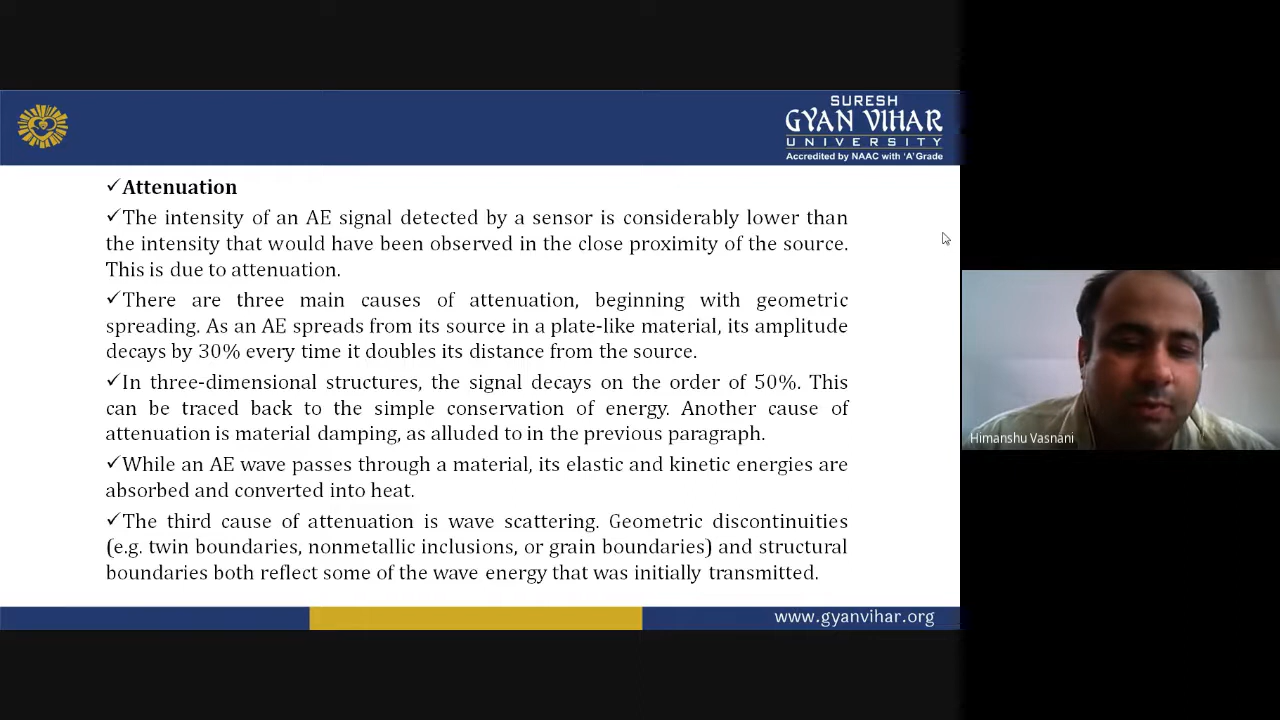 SURESH
GYAN VIHAR
UNIVERSITY
Accredited by NAAC with 'A' Grade
✓Attenuation
✓The intensity of an AE signal detected by a sensor is considerably lower than
the intensity that would have been observed in the close proximity of the source.
This is due to attenuation.
✓There are three main causes of attenuation, beginning with geometric
spreading. As an AE spreads from its source in a plate-like material, its amplitude
decays by 30% every time it doubles its distance from the source.
✓In three-dimensional structures, the signal decays on the order of 50%. This
can be traced back to the simple conservation of energy. Another cause of
attenuation is material damping, as alluded to in the previous paragraph.
✓While an AE wave passes through a material, its elastic and kinetic energies are
absorbed and converted into heat.
✓The third cause of attenuation is wave scattering. Geometric discontinuities
(e.g. twin boundaries, nonmetallic inclusions, or grain boundaries) and structural
boundaries both reflect some of the wave energy that was initially transmitted.
www.gyanvihar.org
Himanshu Vasnani